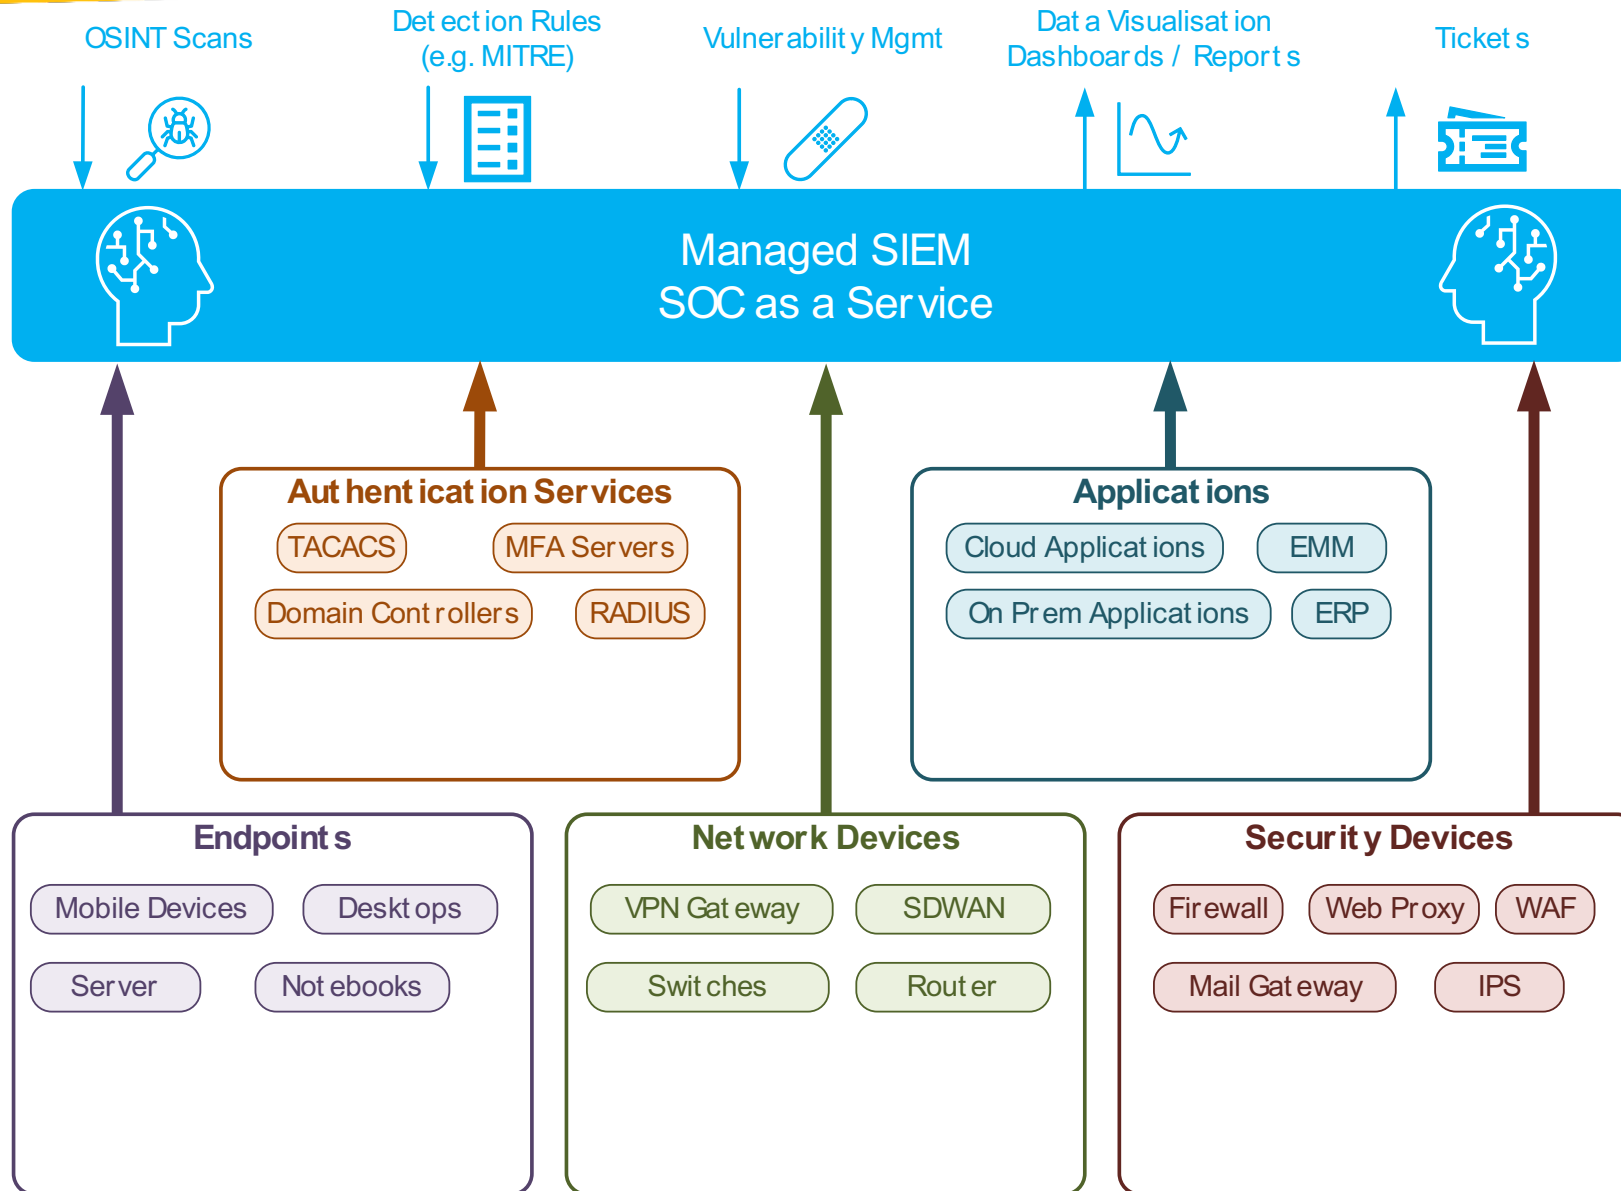 OSINT Scans
Detection Rules
(e.g. MITRE)
Vulnerability Mgmt
Data Visualisation
Dashboards / Reports
Tickets
Managed SIEM
SOC as a Service
Authentication Services
TACACS
MFA Servers
Domain Controllers
RADIUS
Applications
Cloud Applications
EMM
On Prem Applications
ERP
Endpoints
Mobile Devices
Desktops
Server
Notebooks
Network Devices
VPN Gateway
SDWAN
Switches
Router
Security Devices
Firewall
Web Proxy
WAF
Mail Gateway
IPS